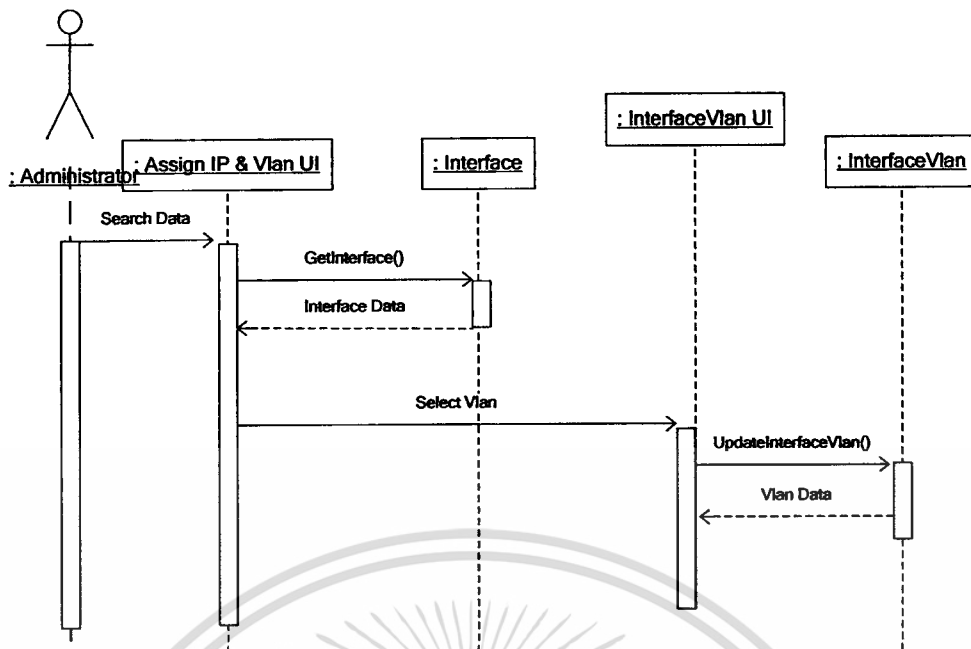 : Administrator
: Assign IP & Vlan UI
: Interface
: InterfaceVlan UI
: InterfaceVlan
Search Data
GetInterface()
Interface Data
Select Vlan
UpdateInterfaceVlan()
Vlan Data